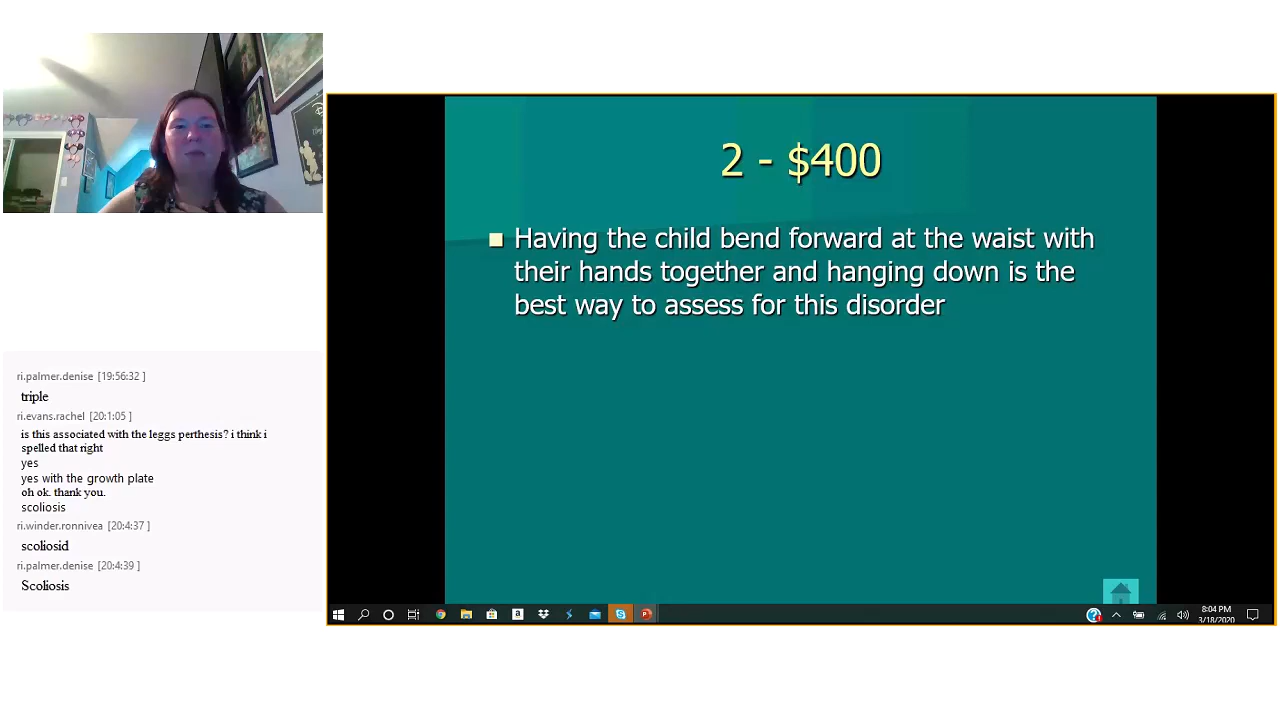 2 - $400
Having the child bend forward at the waist with
their hands together and hanging down is the
best way to assess for this disorder
ri.palmer.denise [19:56:32 ]
triple
ri.evans.rachel [20:1:05 ]
is this associated with the leggs perthesis? i think i
spelled that right
yes
yes with the growth plate
oh ok. thank you.
scoliosis
ri.winder.ronnivea [20:4:37 ]
scoliosid
ri.palmer.denise [20:4:39 ]
Scoliosis
8:04 PM
3/18/2020